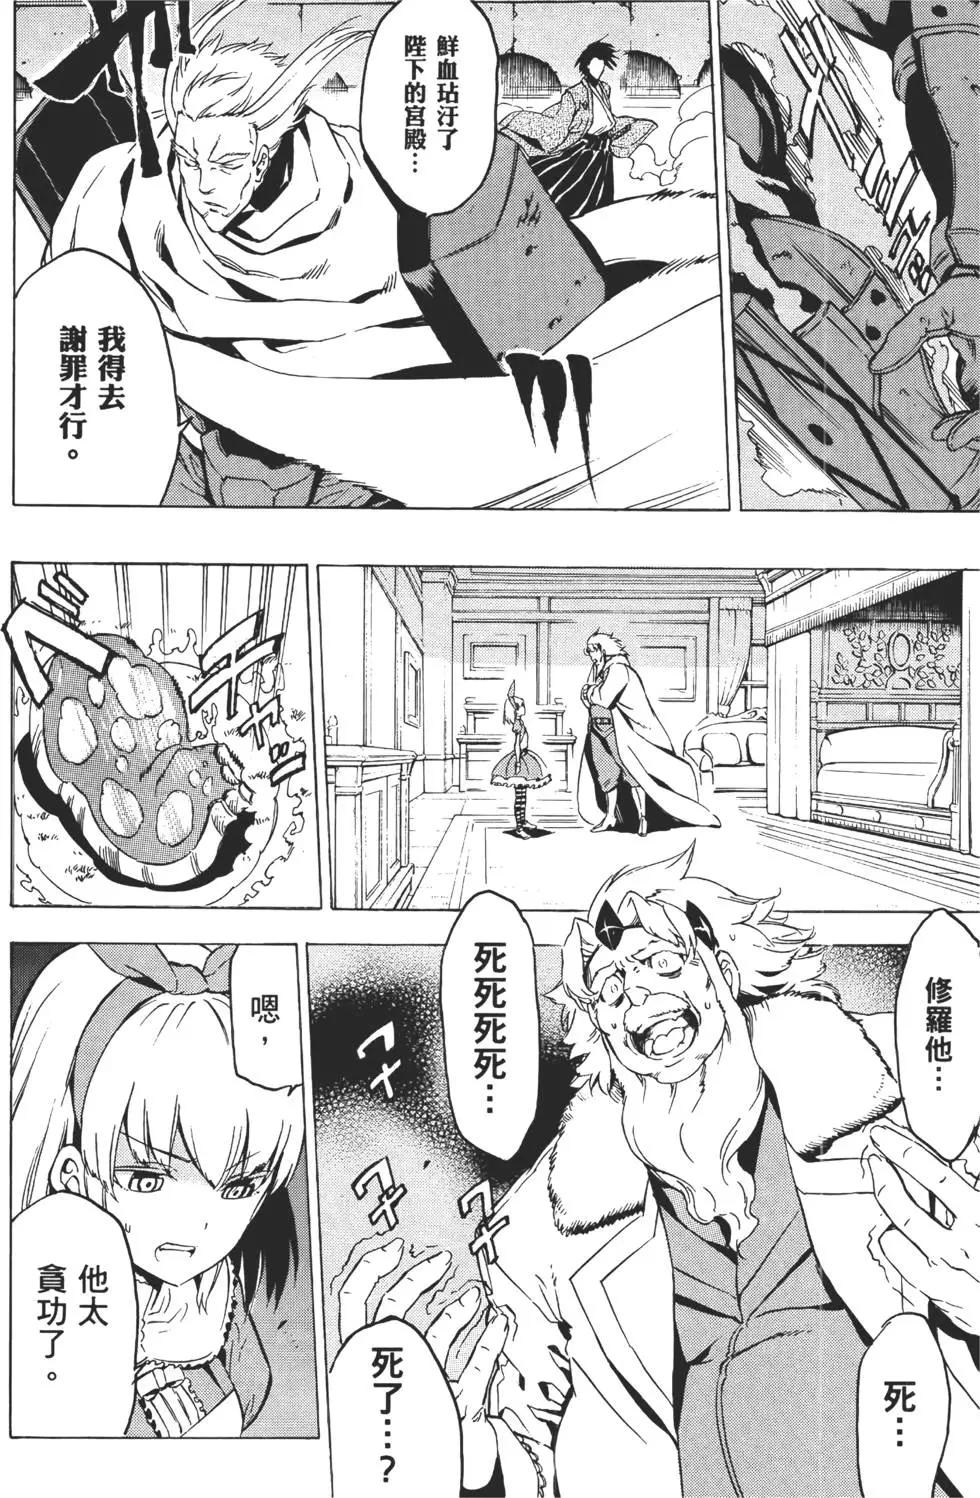 鮮血玷汙了
陛下的宮殿…
我得去
謝罪才行。
修羅他…
死…
死死死死…
死了…？
嗯，
他太
貪功了。